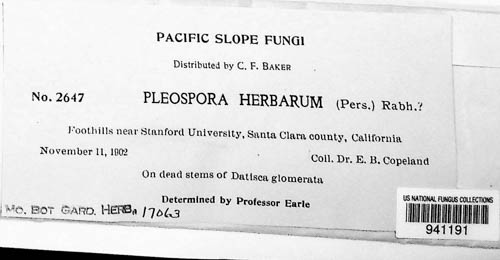 PACIFIC SLOPE FUNGI
Distributed by C. F. BAKER
No. 2647 PLEOSPORA HERBARUM (Pers.) Rabh.?
Foothills near Stanford University, Santa Clara county, California
November 11, 1902 Coll. Dr. E. B. Copeland
On dead stems of Datisca glomerata
Determined by Professor Earle
MO. BOT GARD. HERB. 17063
US NATIONAL FUNGUS COLLECTIONS
941191